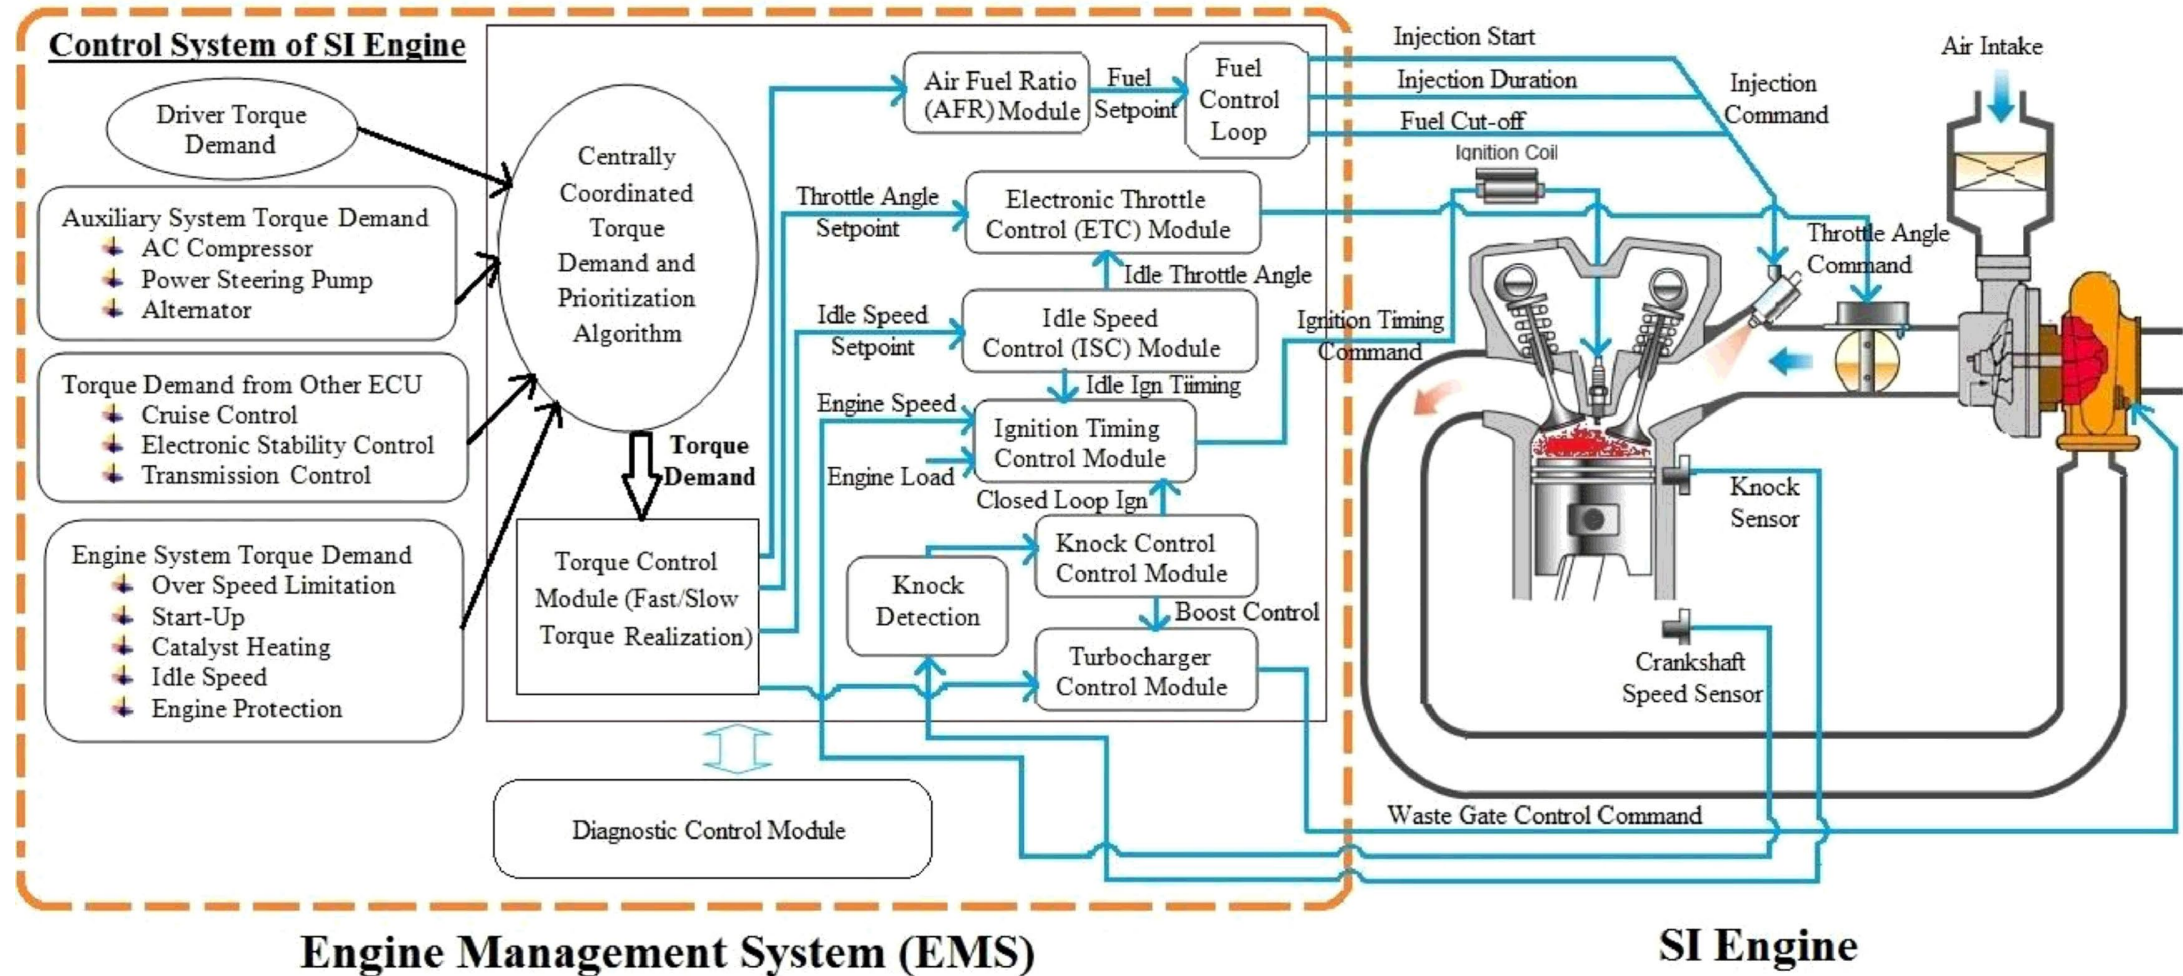 Control System of SI Engine
Driver Torque
Demand
Auxiliary System Torque Demand
AC Compressor
Power Steering Pump
Alternator
Torque Demand from Other ECU
Cruise Control
Electronic Stability Control
Transmission Control
Engine System Torque Demand
Over Speed Limitation
Start-Up
Catalyst Heating
Idle Speed
Engine Protection
Centrally
Coordinated
Torque
Demand and
Prioritization
Algorithm
Torque
Demand
Torque Control
Module (Fast/Slow
Torque Realization)
Diagnostic Control Module
Air Fuel Ratio
(AFR) Module
Fuel
Setpoint
Fuel
Control
Loop
Throttle Angle
Setpoint
Electronic Throttle
Control (ETC) Module
Idle Throttle Angle
Idle Speed
Setpoint
Idle Speed
Control (ISC) Module
Idle Ign Tiiming
Engine Speed
Engine Load
Ignition Timing
Control Module
Closed Loop Ign
Knock
Detection
Knock Control
Control Module
Boost Control
Turbocharger
Control Module
Injection Start
Injection Duration
Fuel Cut-off
Injection
Command
Ignition Coil
Ignition Timing
Command
Air Intake
Throttle Angle
Command
Knock
Sensor
Crankshaft
Speed Sensor
Waste Gate Control Command
Engine Management System (EMS)
SI Engine